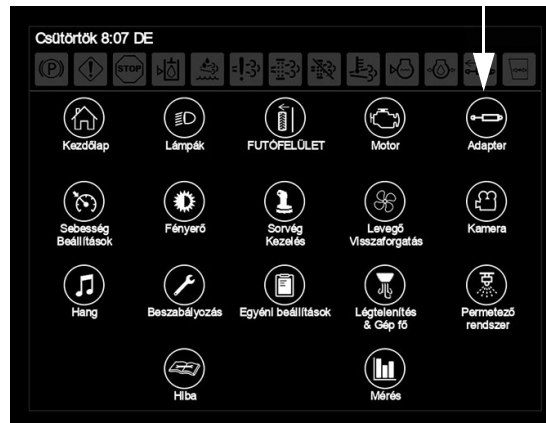 Csütörtök 8:07 DE
(P) STOP
Kezdőlap Lámpák FUTÓFELÜLET Motor Adapter
Sebesség Beállítások Fényerő Sorvég Kezelés Levegő Visszaforgatás Kamera
Hang Beszabályozás Egyéni beállítások Légtelenítés & Gép fő Permetező rendszer
Hiba Mérés